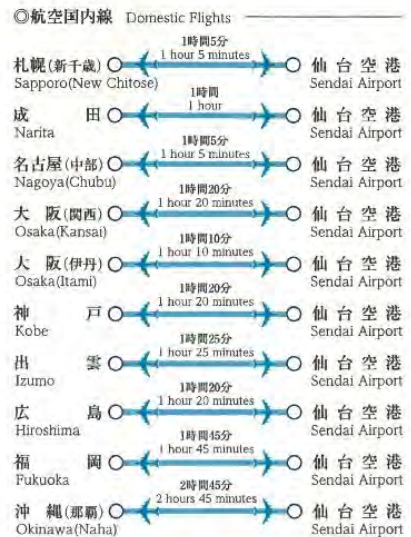 ◎航空国内線 Domestic Flights
1時間5分
1 hour 5 minutes
札幌(新千歳) 仙台空港
Sapporo(New Chitose) Sendai Airport
1時間
1 hour
成田 仙台空港
Narita Sendai Airport
1時間5分
1 hour 5 minutes
名古屋(中部) 仙台空港
Nagoya(Chubu) Sendai Airport
1時間20分
1 hour 20 minutes
大阪(関西) 仙台空港
Osaka(Kansai) Sendai Airport
1時間10分
1 hour 10 minutes
大阪(伊丹) 仙台空港
Osaka(Itami) Sendai Airport
1時間20分
1 hour 20 minutes
神戸 仙台空港
Kobe Sendai Airport
1時間25分
1 hour 25 minutes
出雲 仙台空港
Izumo Sendai Airport
1時間20分
1 hour 20 minutes
広島 仙台空港
Hiroshima Sendai Airport
1時間45分
1 hour 45 minutes
福岡 仙台空港
Fukuoka Sendai Airport
2時間45分
2 hours 45 minutes
沖縄(那覇) 仙台空港
Okinawa(Naha) Sendai Airport